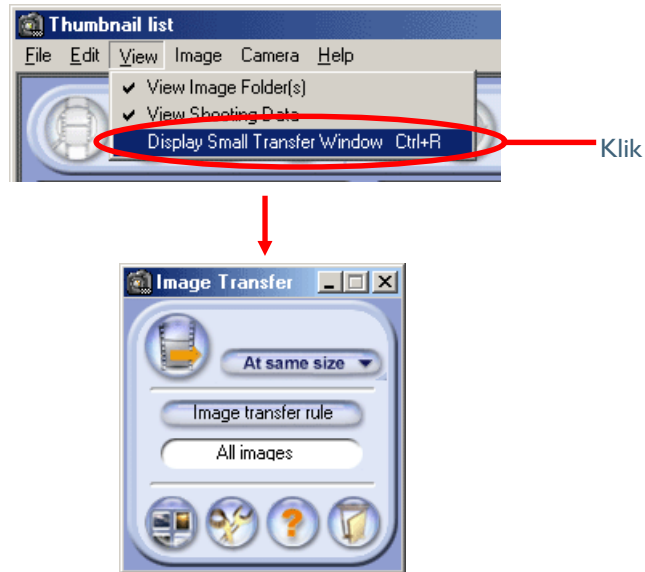 Thumbnail list
File Edit View Image Camera Help
✔ View Image Folder(s)
✔ View Shooting Data
Display Small Transfer Window Ctrl+R
Klik
Image Transfer
At same size
Image transfer rule
All images
?